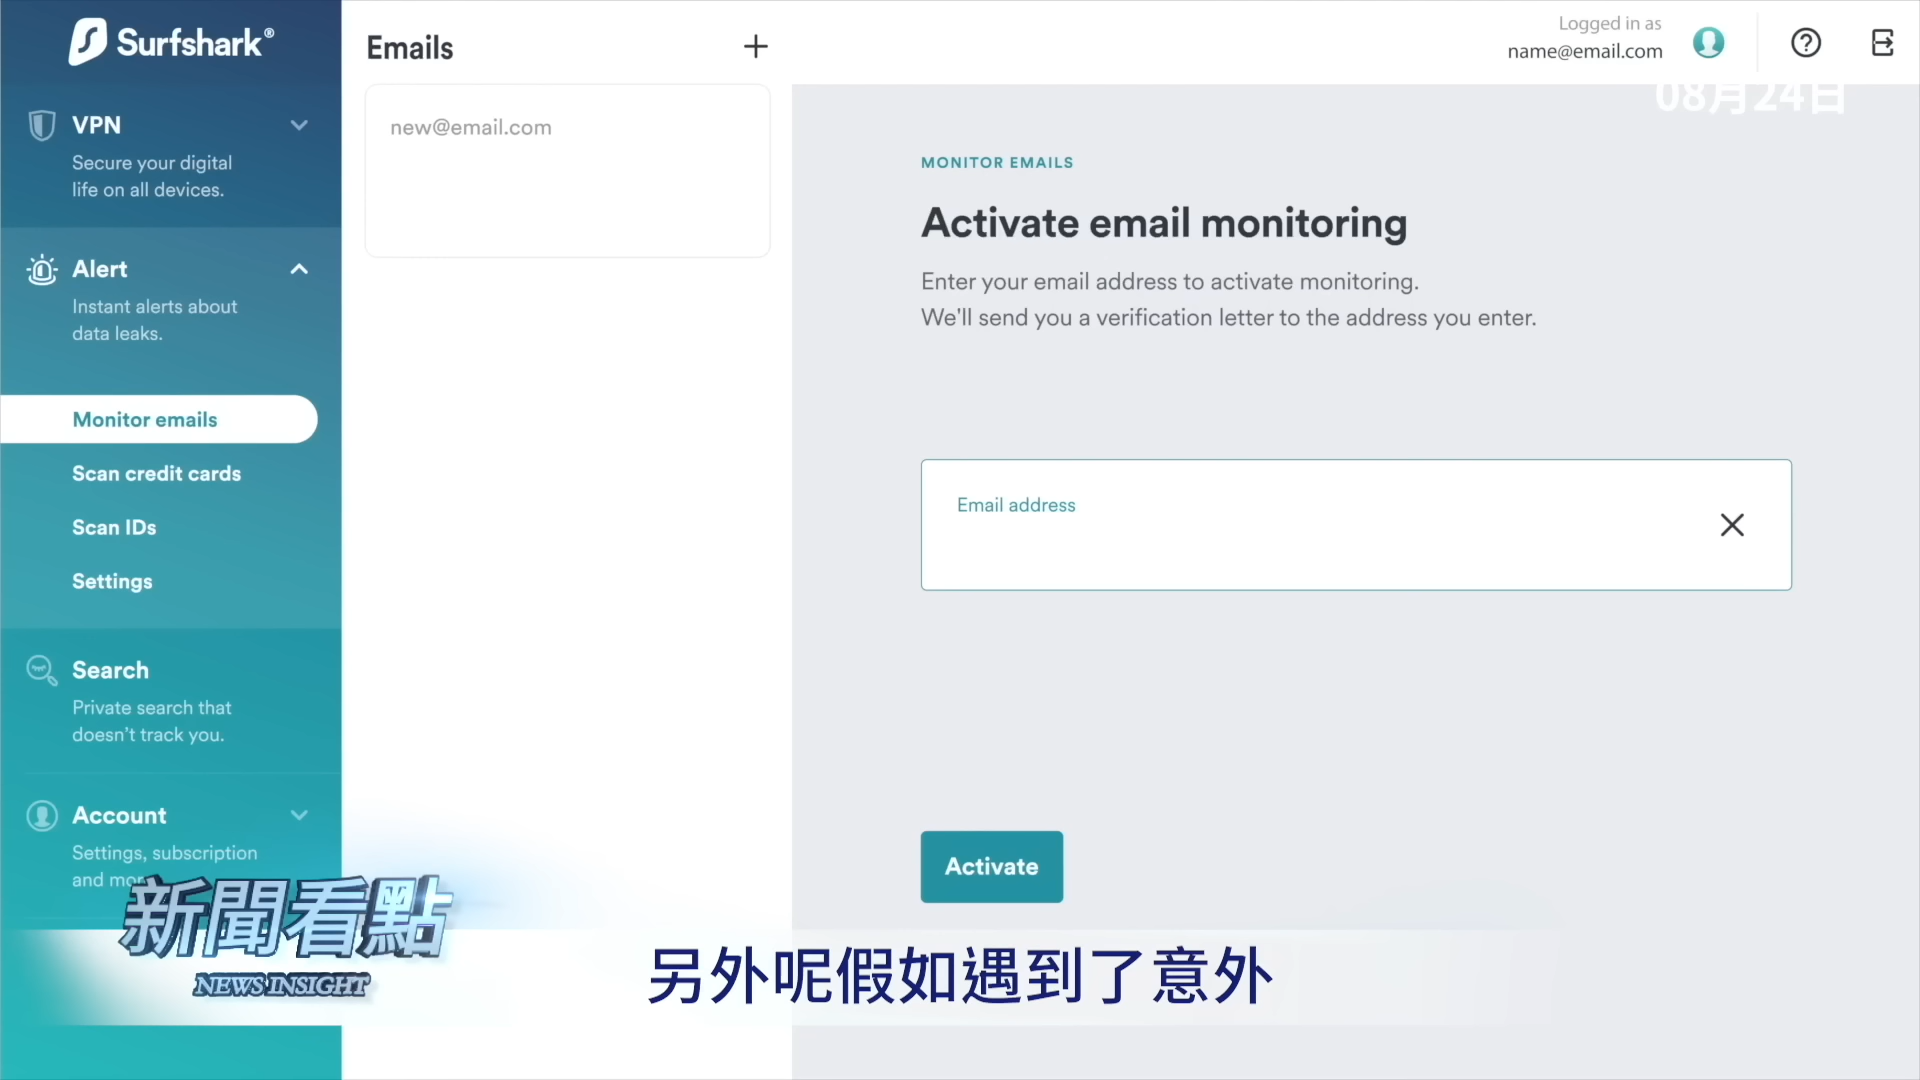 Surfshark®
VPN
Secure your digital
life on all devices.
Alert
Instant alerts about
data leaks.
Monitor emails
Scan credit cards
Scan IDs
Settings
Search
Private search that
doesn't track you.
Account
Settings, subscription
and mor
Emails
new@email.com
Logged in as
name@email.com
08月24日
MONITOR EMAILS
Activate email monitoring
Enter your email address to activate monitoring.
We'll send you a verification letter to the address you enter.
Email address
Activate
新聞看點
NEWS INSIGHT
另外呢假如遇到了意外